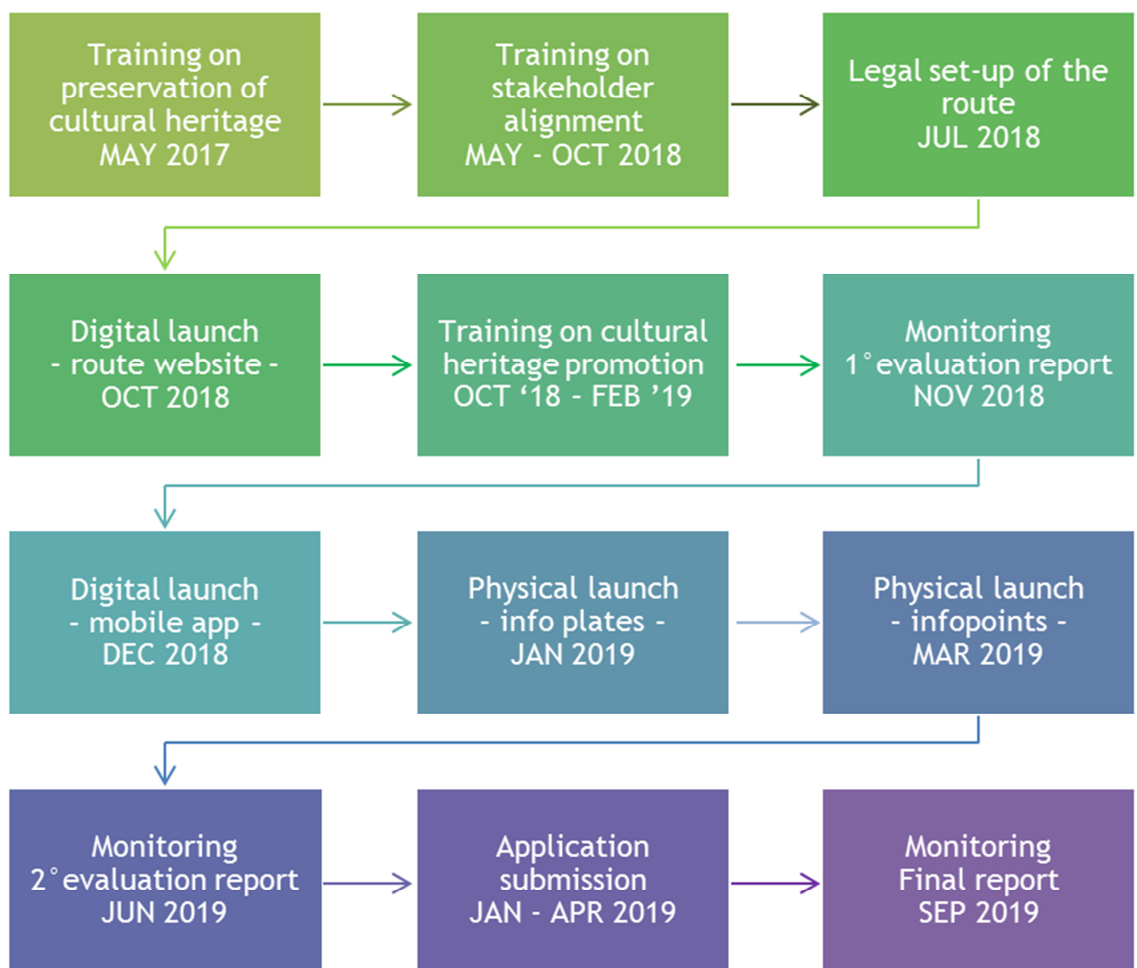 Training on
preservation of
cultural heritage
MAY 2017
Training on
stakeholder
alignment
MAY - OCT 2018
Legal set-up of the
route
JUL 2018
Digital launch
- route website -
OCT 2018
Training on cultural
heritage promotion
OCT ‘18 - FEB ’19
Monitoring
1°evaluation report
NOV 2018
Digital launch
- mobile app -
DEC 2018
Physical launch
- info plates -
JAN 2019
Physical launch
- infopoints -
MAR 2019
Monitoring
2°evaluation report
JUN 2019
Application
submission
JAN - APR 2019
Monitoring
Final report
SEP 2019